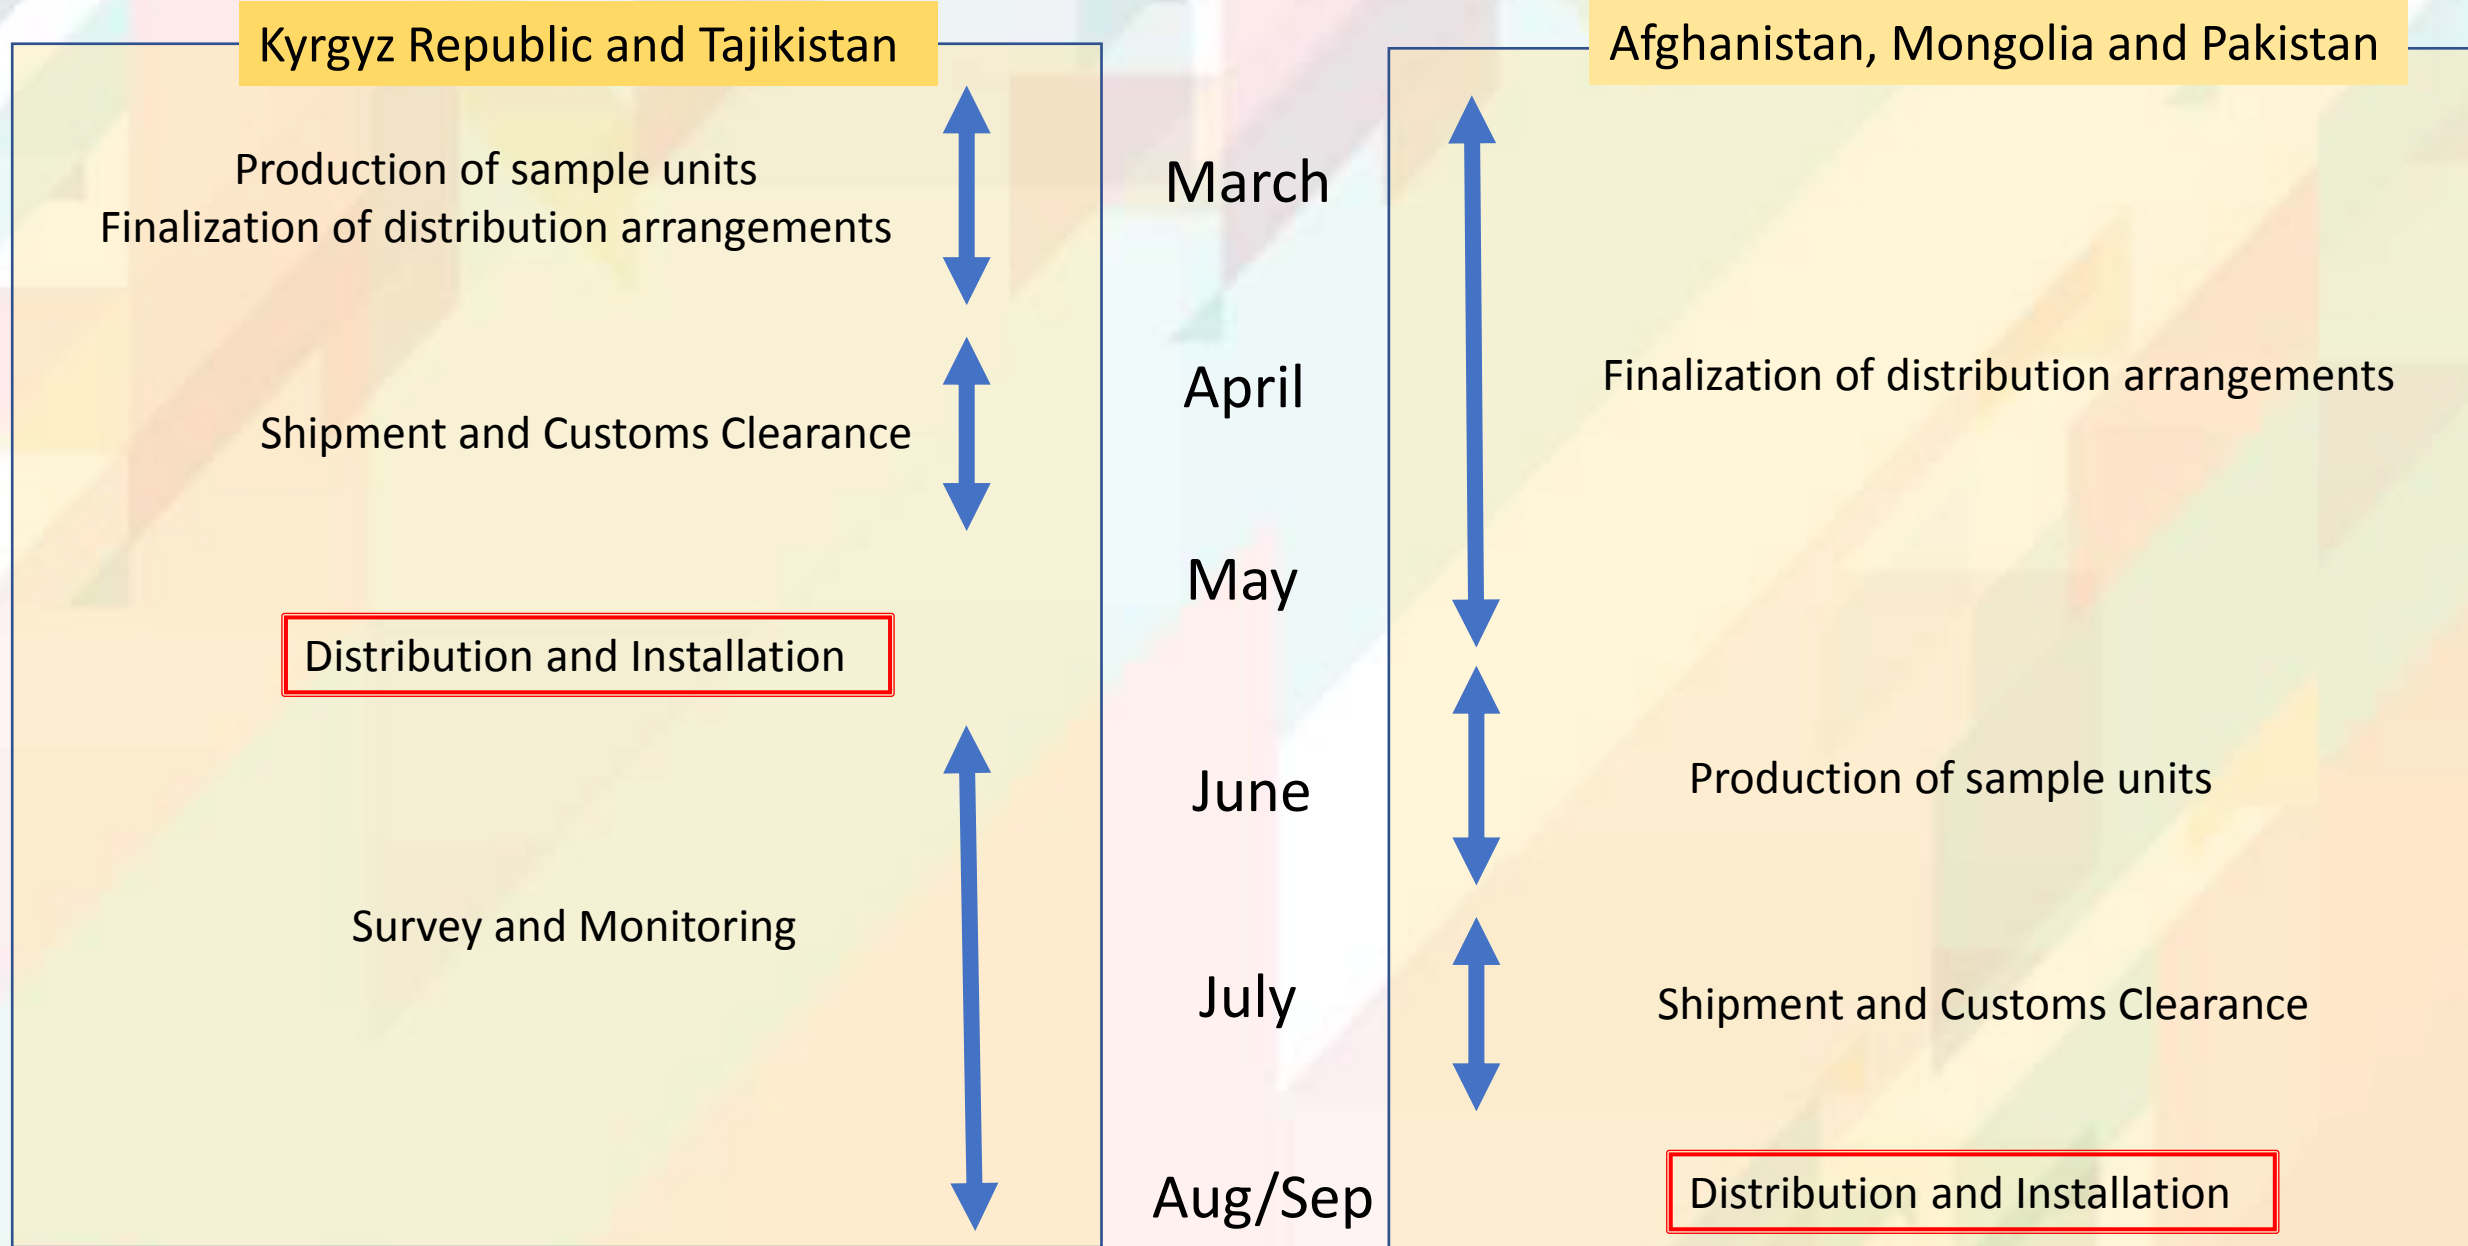 Kyrgyz Republic and Tajikistan
Production of sample units
Finalization of distribution arrangements
Shipment and Customs Clearance
Distribution and Installation
Survey and Monitoring
March
April
May
June
July
Aug/Sep
Afghanistan, Mongolia and Pakistan
Finalization of distribution arrangements
Production of sample units
Shipment and Customs Clearance
Distribution and Installation